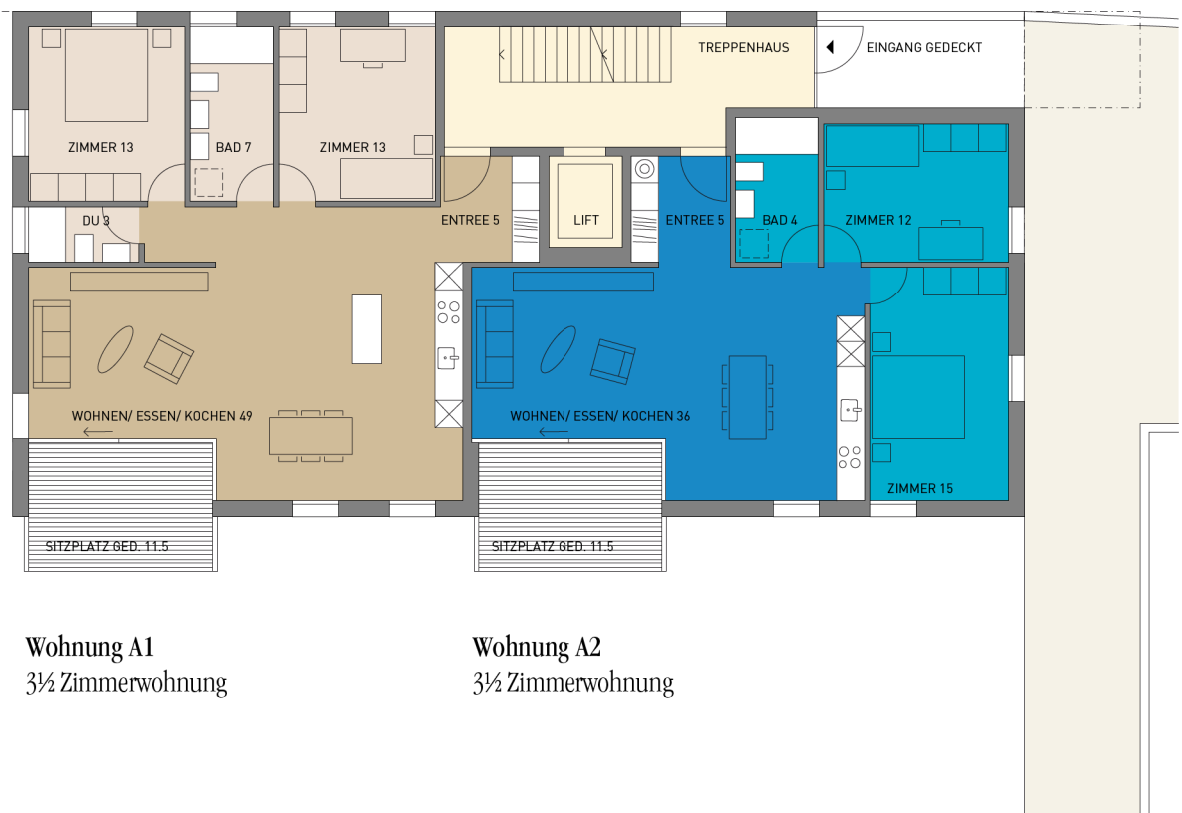 TREPPENHAUS
EINGANG GEDECKT
ZIMMER 13
BAD 7
ZIMMER 13
DU 3
ENTREE 5
LIFT
ENTREE 5
BAD 4
ZIMMER 12
WOHNEN/ ESSEN/ KOCHEN 49
WOHNEN/ ESSEN/ KOCHEN 36
ZIMMER 15
SITZPLATZ GED. 11.5
SITZPLATZ GED. 11.5
Wohnung A1
3½ Zimmerwohnung
Wohnung A2
3½ Zimmerwohnung